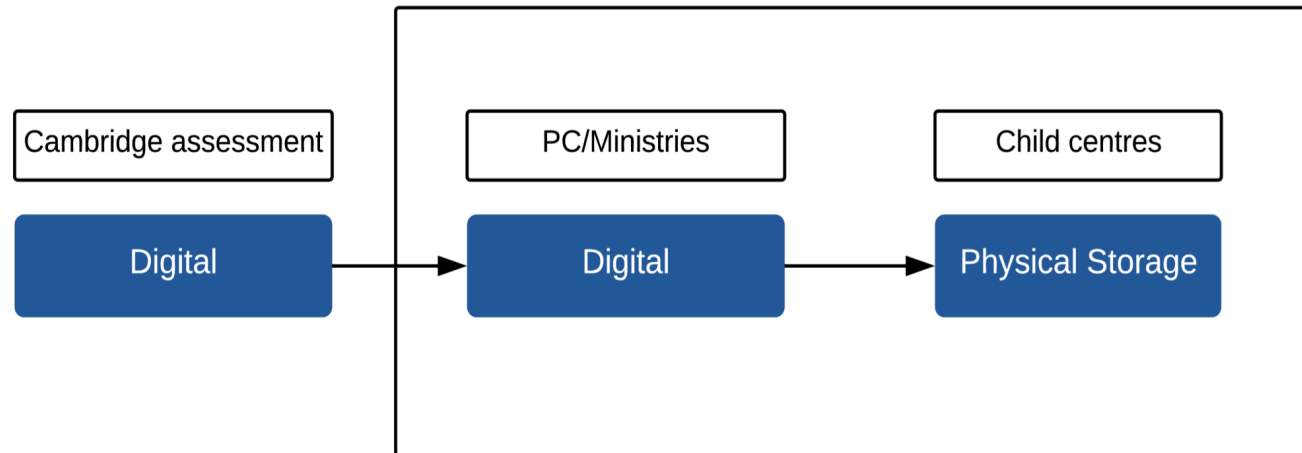 Cambridge assessment
PC/Ministries
Child centres
Digital
Digital
Physical Storage